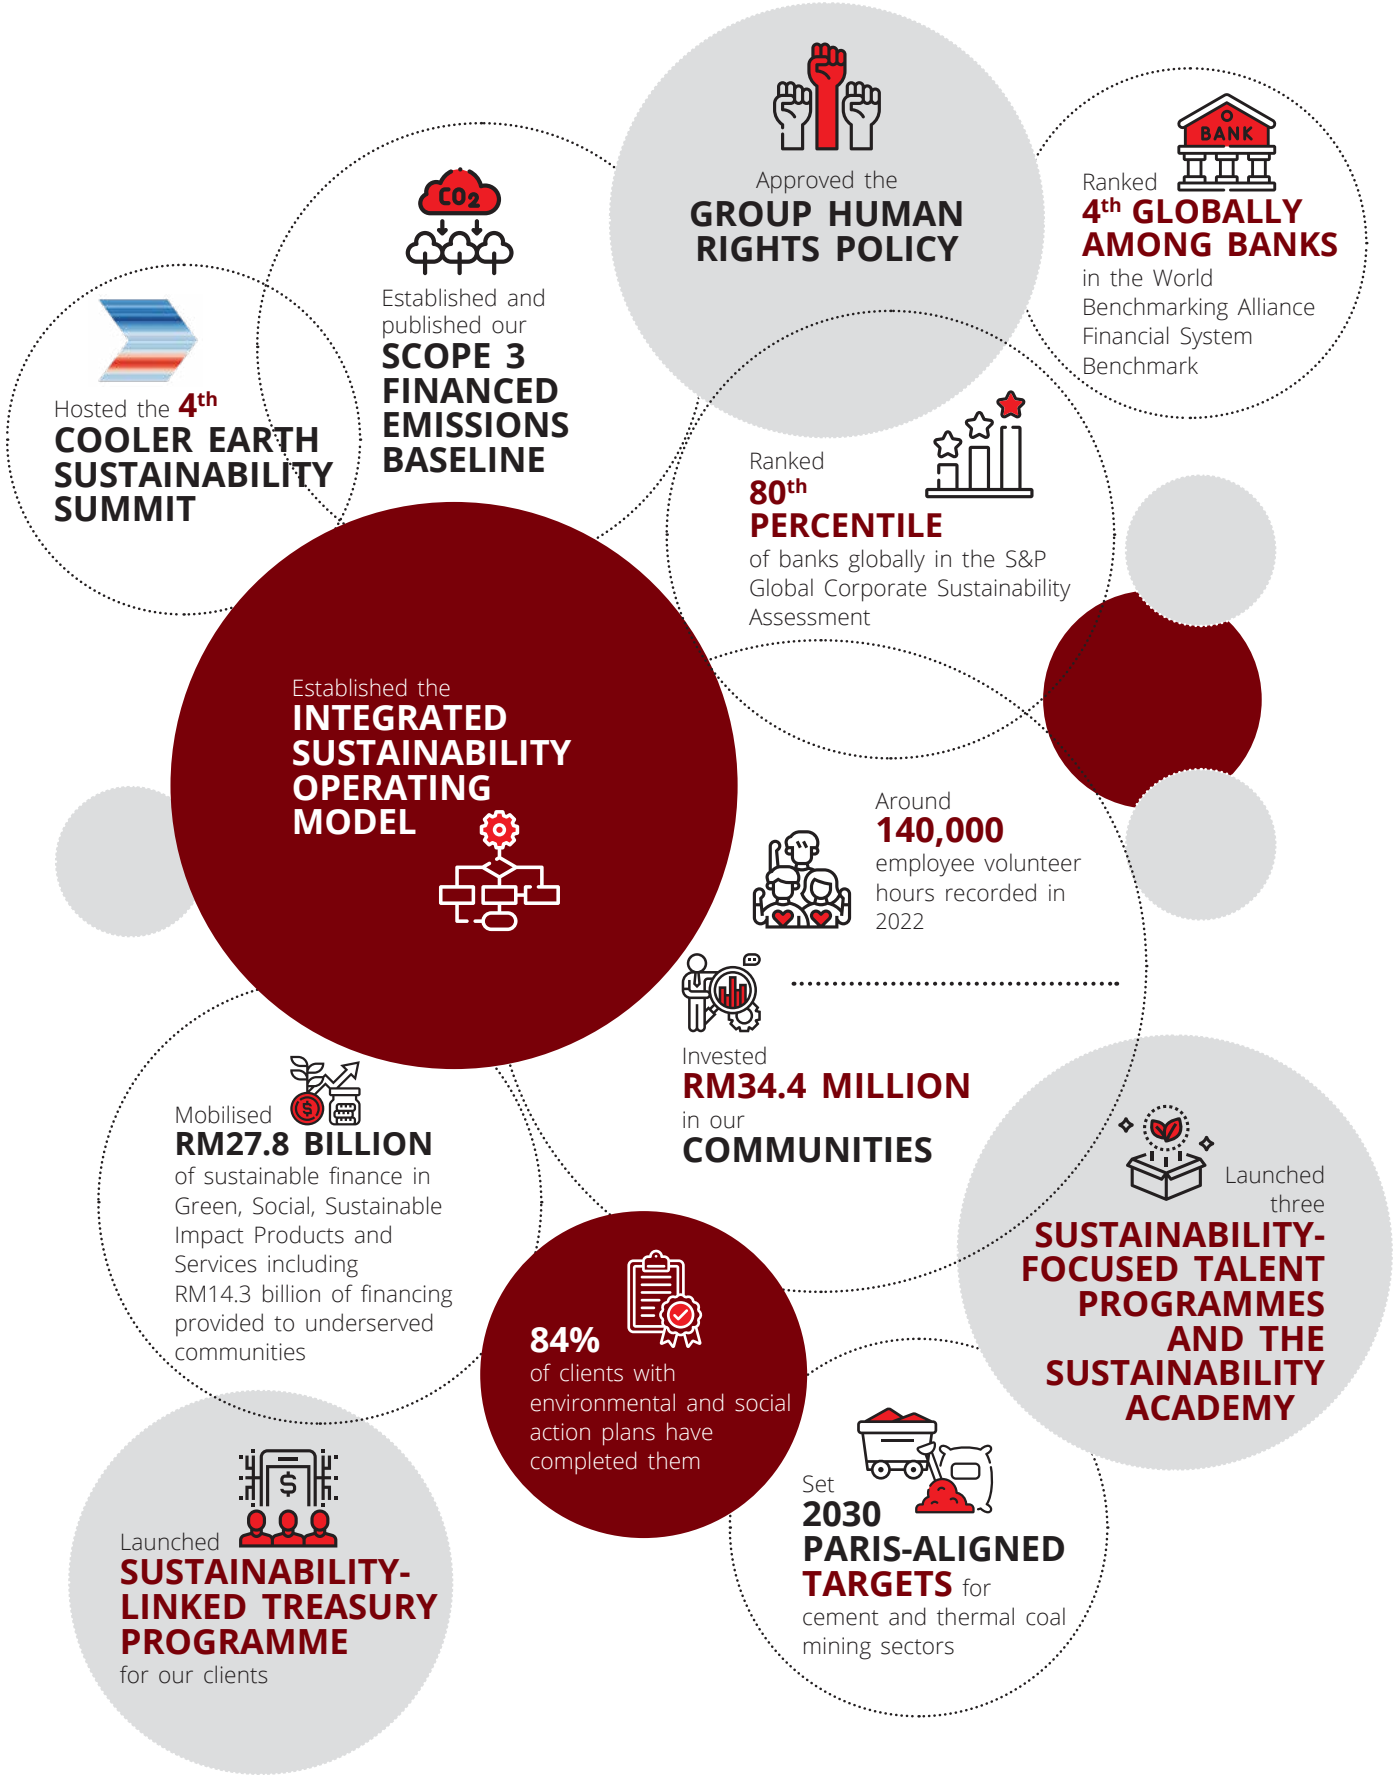 Approved the
GROUP HUMAN
RIGHTS POLICY
BANK
Ranked
4th GLOBALLY
AMONG BANKS
in the World
Benchmarking Alliance
Financial System
Benchmark
CO2
Established and
published our
SCOPE 3
FINANCED
EMISSIONS
BASELINE
Hosted the 4th
COOLER EARTH
SUSTAINABILITY
SUMMIT
Ranked
80th
PERCENTILE
of banks globally in the S&P
Global Corporate Sustainability
Assessment
Established the
INTEGRATED
SUSTAINABILITY
OPERATING
MODEL
Around
140,000
employee volunteer
hours recorded in
2022
Invested
RM34.4 MILLION
in our
COMMUNITIES
Mobilised
RM27.8 BILLION
of sustainable finance in
Green, Social, Sustainable
Impact Products and
Services including
RM14.3 billion of financing
provided to underserved
communities
Launched
three
SUSTAINABILITY-
FOCUSED TALENT
PROGRAMMES
AND THE
SUSTAINABILITY
ACADEMY
84%
of clients with
environmental and social
action plans have
completed them
Set
2030
PARIS-ALIGNED
TARGETS for
cement and thermal coal
mining sectors
$
$
Launched
SUSTAINABILITY-
LINKED TREASURY
PROGRAMME
for our clients